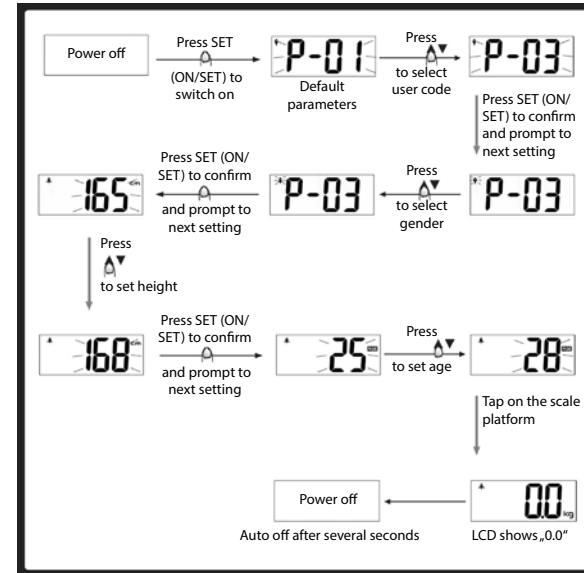 Power off
Press SET
(ON/SET) to
switch on
P-01
Default
parameters
Press
to select
user code
P-03
Press SET (ON/
SET) to confirm
and prompt to
next setting
P-03
Press
to select
gender
P-03
Press SET (ON/
SET) to confirm
and prompt to
next setting
165 cm
Press
to set height
168 cm
Press SET (ON/
SET) to confirm
and prompt to
next setting
25
Press
to set age
28
Tap on the scale
platform
0.0 kg
LCD shows „0.0“
Power off
Auto off after several seconds